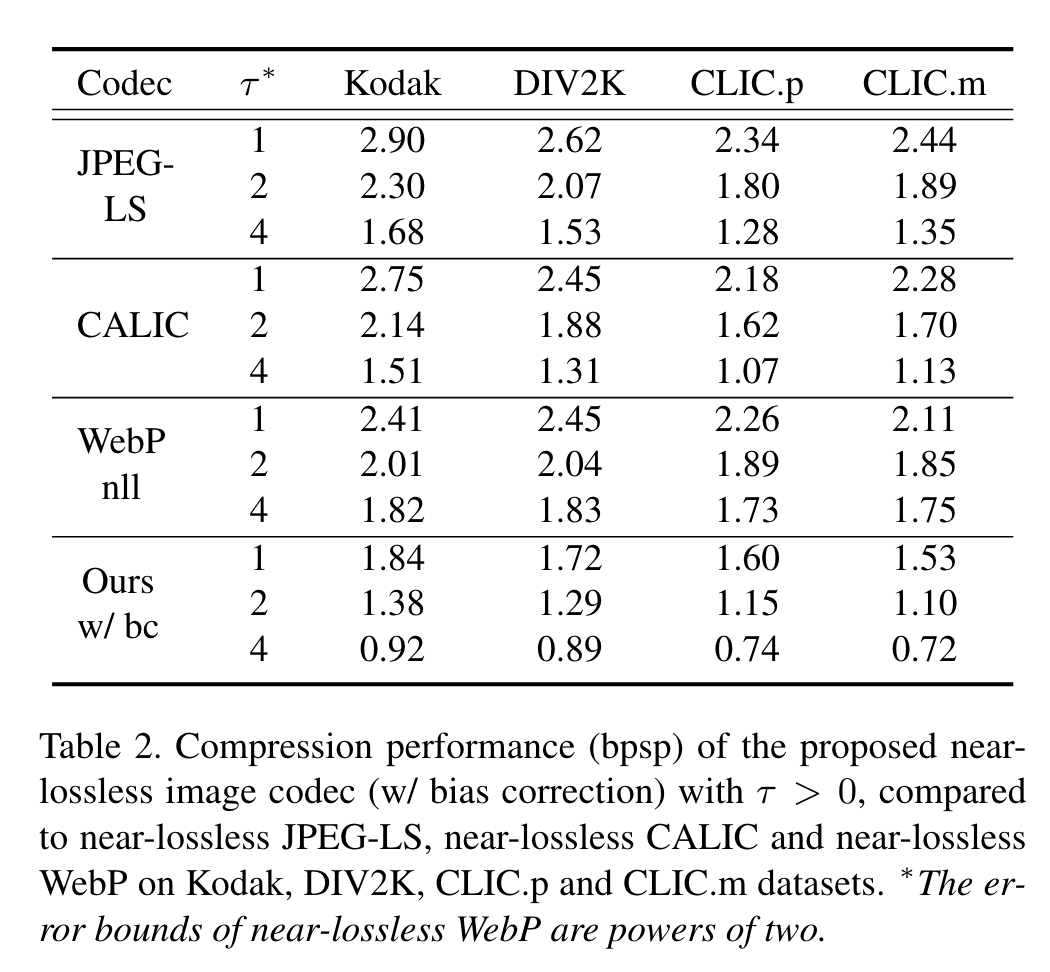 Codec τ* Kodak DIV2K CLIC.p CLIC.m
JPEG-
LS
1 2.90 2.62 2.34 2.44
2 2.30 2.07 1.80 1.89
4 1.68 1.53 1.28 1.35
CALIC
1 2.75 2.45 2.18 2.28
2 2.14 1.88 1.62 1.70
4 1.51 1.31 1.07 1.13
WebP
nll
1 2.41 2.45 2.26 2.11
2 2.01 2.04 1.89 1.85
4 1.82 1.83 1.73 1.75
Ours
w/ bc
1 1.84 1.72 1.60 1.53
2 1.38 1.29 1.15 1.10
4 0.92 0.89 0.74 0.72
Table 2. Compression performance (bpsp) of the proposed near-
lossless image codec (w/ bias correction) with τ > 0, compared
to near-lossless JPEG-LS, near-lossless CALIC and near-lossless
WebP on Kodak, DIV2K, CLIC.p and CLIC.m datasets. *The er-
ror bounds of near-lossless WebP are powers of two.